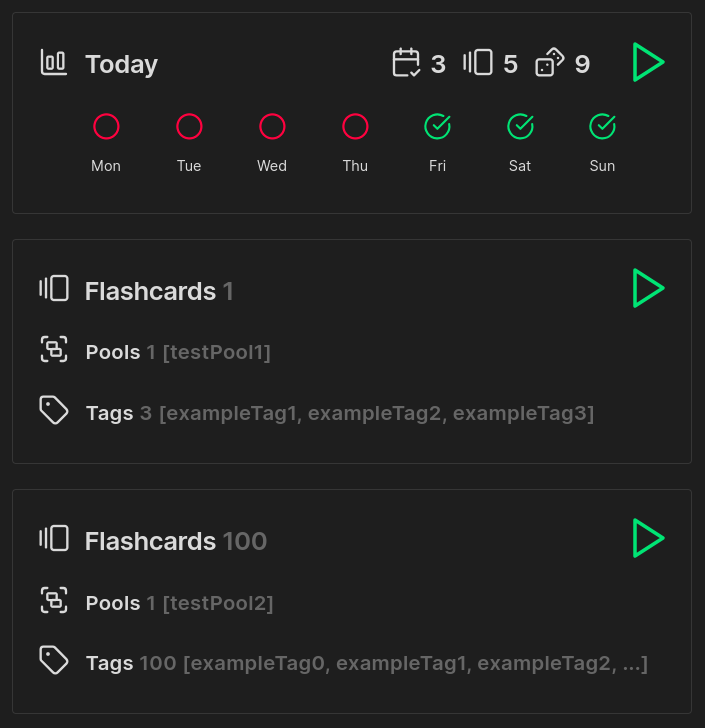 Today 3 5 9
Mon Tue Wed Thu Fri Sat Sun
Flashcards 1
Pools 1 [testPool1]
Tags 3 [exampleTag1, exampleTag2, exampleTag3]
Flashcards 100
Pools 1 [testPool2]
Tags 100 [exampleTag0, exampleTag1, exampleTag2, ...]